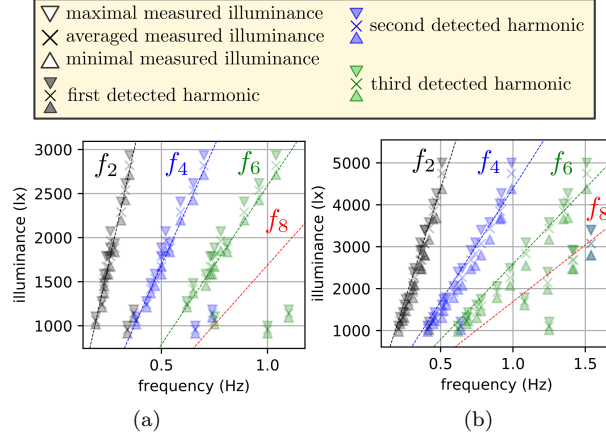 maximal measured illuminance
averaged measured illuminance
minimal measured illuminance
first detected harmonic
second detected harmonic
third detected harmonic
illuminance (lx)
3000
2500
2000
1500
1000
f2
f4
f6
f8
0.5
1.0
frequency (Hz)
(a)
illuminance (lx)
5000
4000
3000
2000
1000
f2
f4
f6
f8
0.5
1.0
1.5
frequency (Hz)
(b)